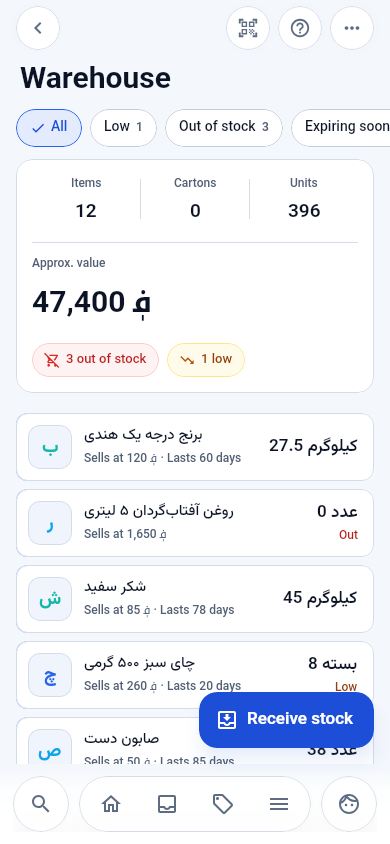 Warehouse
All
Low 1
Out of stock 3
Expiring soon
Items
Cartons
Units
12
0
396
Approx. value
47,400 ؋
3 out of stock
1 low
ب
برنج درجه یک هندی
Sells at 120 ؋ · Lasts 60 days
27.5 کیلوگرم
ر
روغن آفتاب‌گردان ۵ لیتری
Sells at 1,650 ؋
0 عدد
Out
ش
شکر سفید
Sells at 85 ؋ · Lasts 78 days
45 کیلوگرم
چ
چای سبز ۵۰۰ گرمی
Sells at 260 ؋ · Lasts 20 days
8 بسته
Low
ص
صابون دست
Sells at 50 ؋ · Lasts 85 days
38 عدد
Receive stock